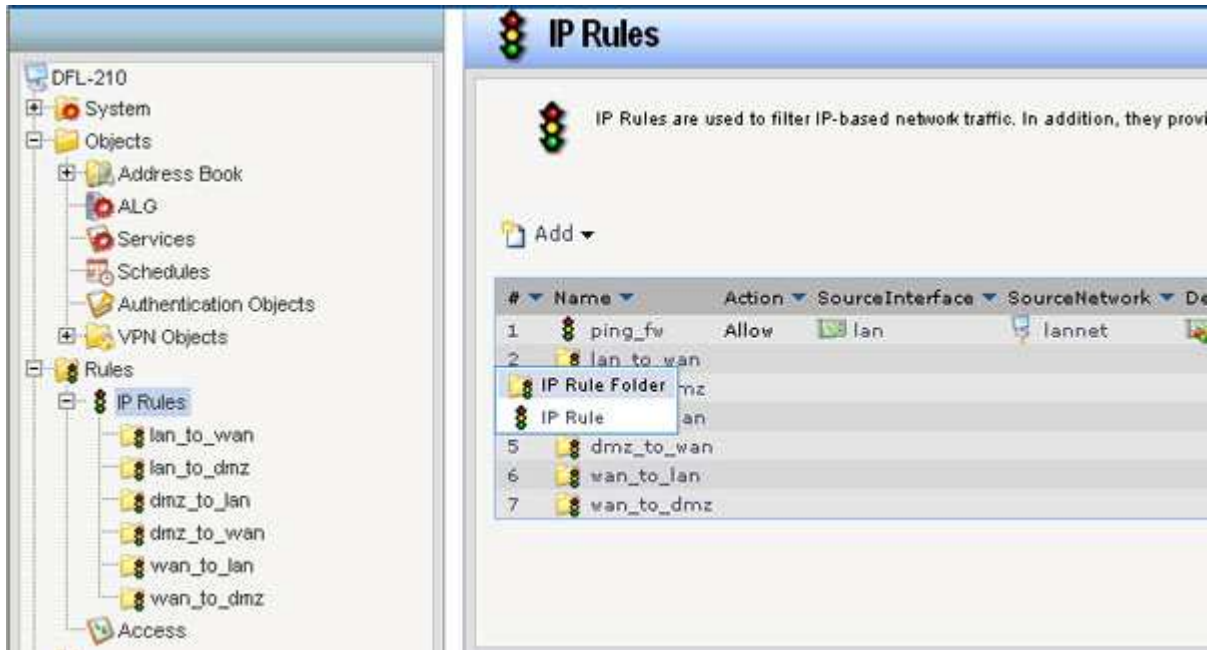 DFL-210
System
Objects
Address Book
ALG
Services
Schedules
Authentication Objects
VPN Objects
Rules
IP Rules
lan_to_wan
lan_to_dmz
dmz_to_lan
dmz_to_wan
wan_to_lan
wan_to_dmz
Access
IP Rules
IP Rules are used to filter IP-based network traffic. In addition, they provi
Add
# Name Action SourceInterface SourceNetwork De
1 ping_fw Allow lan lannet
2 lan_to_wan
IP Rule Folder mz
IP Rule an
5 dmz_to_wan
6 wan_to_lan
7 wan_to_dmz